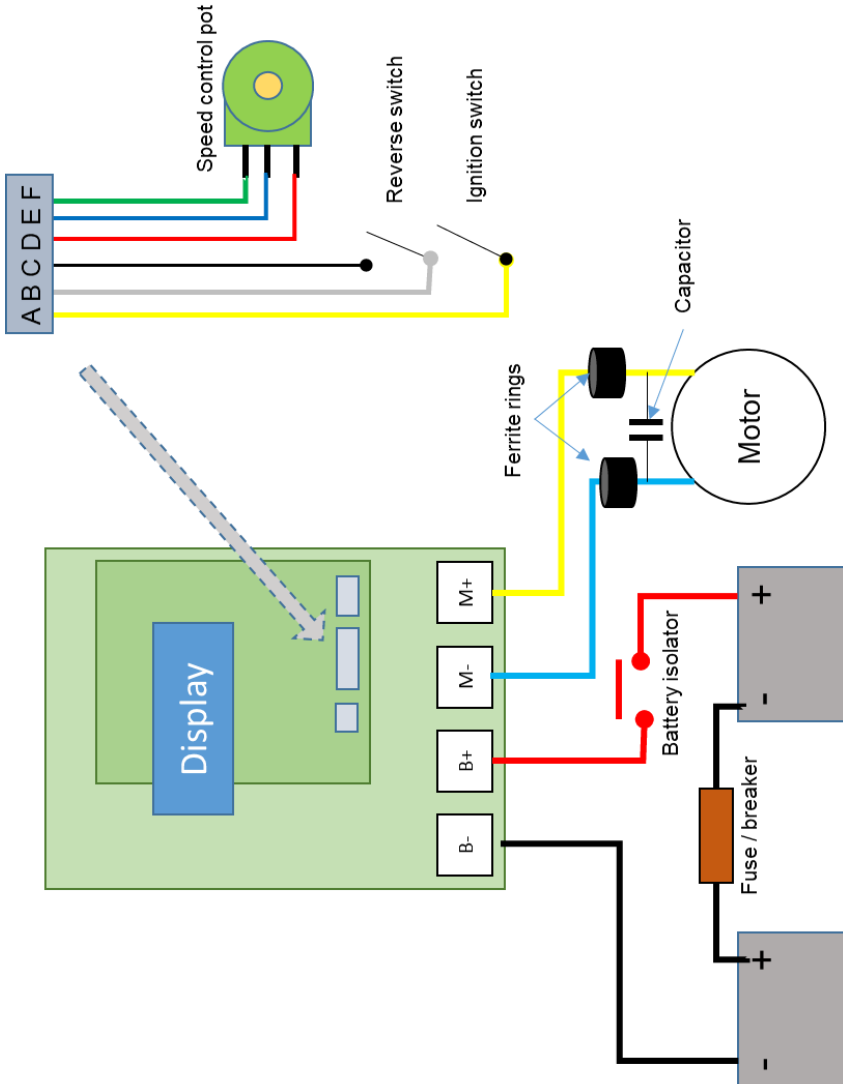 A B C D E F
Speed control pot
Reverse switch
Ignition switch
Capacitor
Ferrite rings
Motor
Display
B-
B+
M-
M+
Battery isolator
Fuse / breaker
-
+
-
+